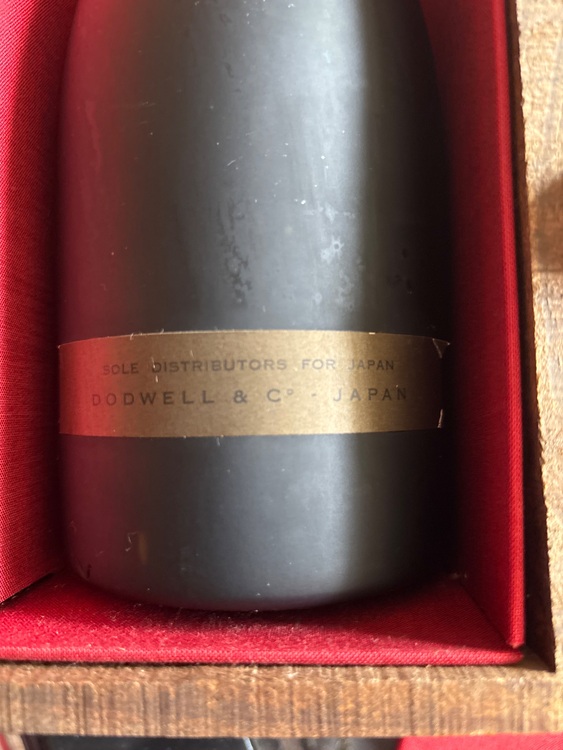 SOLE DISTRIBUTORS FOR JAPAN
DODWELL & Cº - JAPAN